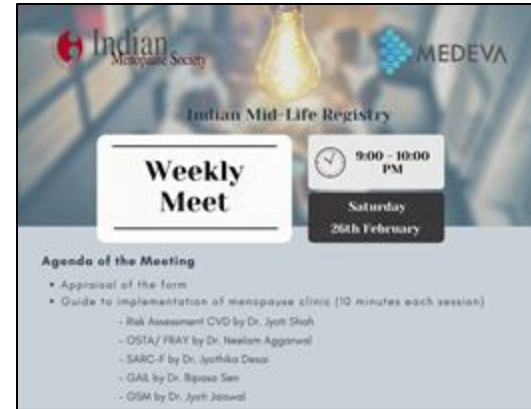 Indian
Menopause Society
MEDEVA
Indian Mid-Life Registry
Weekly
Meet
9:00 - 10:00
PM
Saturday
26th February
Agenda of the Meeting
• Appraisal of the form
• Guide to implementation of menopause clinic (10 minutes each session)
- Risk Assessment CVD by Dr. Jyoti Shah
- OSTA/ FRAY by Dr. Neelam Aggarwal
- SARC-F by Dr. Jyothika Desai
- GAIL by Dr. Bipasa Sen
- GSM by Dr. Jyoti Jaiswal